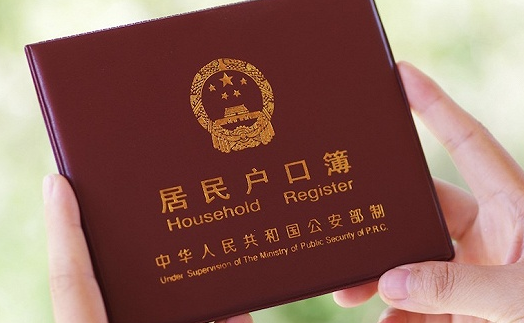 居民户口簿
Household Register
中华人民共和国公安部制
Under Supervision of The Ministry of Public Security of P.R.C.